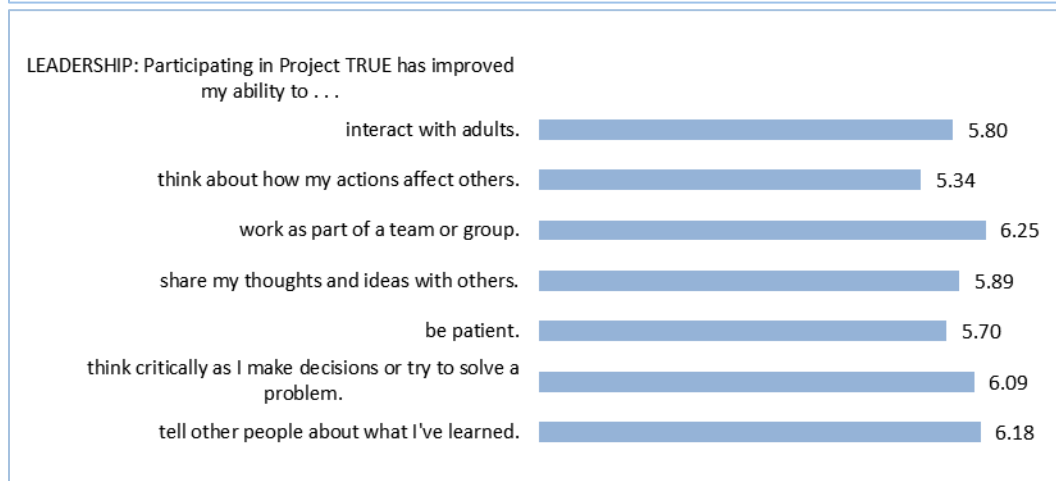 LEADERSHIP: Participating in Project TRUE has improved
my ability to . . .
interact with adults. 5.80
think about how my actions affect others. 5.34
work as part of a team or group. 6.25
share my thoughts and ideas with others. 5.89
be patient. 5.70
think critically as I make decisions or try to solve a
problem. 6.09
tell other people about what I've learned. 6.18